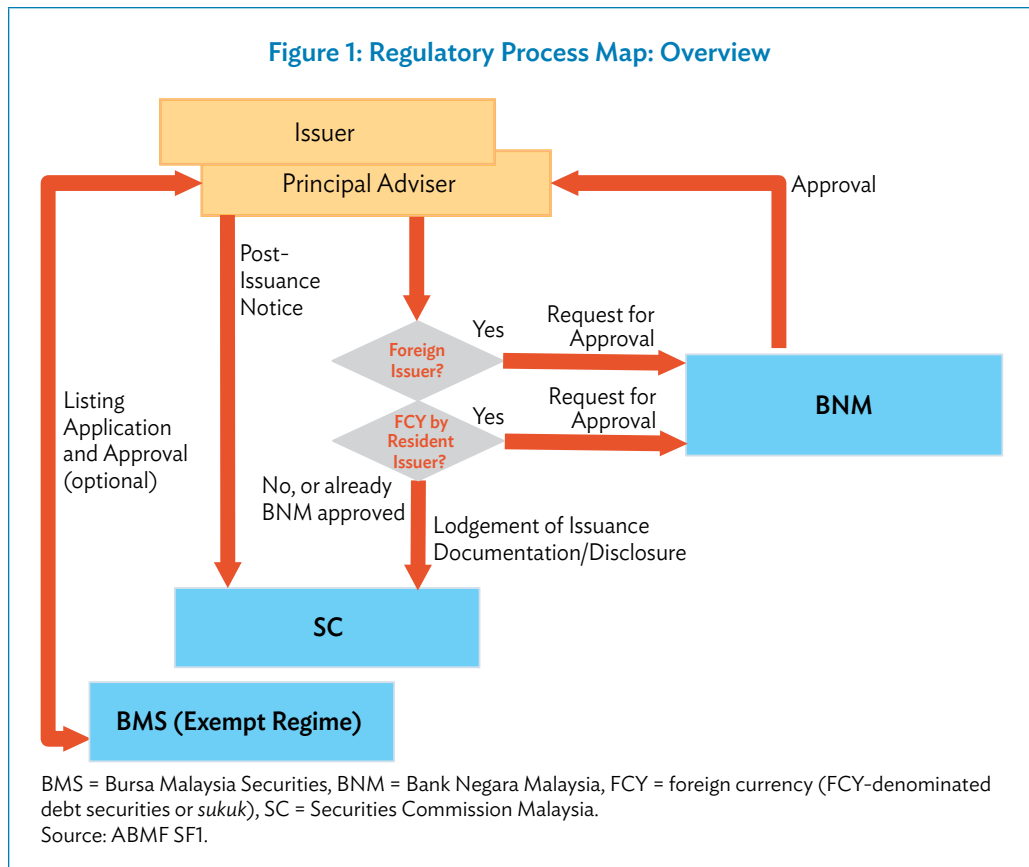 Figure 1: Regulatory Process Map: Overview
Issuer
Principal Adviser
Approval
Post-
Issuance
Notice
Yes
Request for
Approval
Foreign
Issuer?
BNM
Listing
Application
and Approval
(optional)
Yes
Request for
Approval
FCY by
Resident
Issuer?
No, or already
BNM approved
Lodgement of Issuance
Documentation/Disclosure
SC
BMS (Exempt Regime)
BMS = Bursa Malaysia Securities, BNM = Bank Negara Malaysia, FCY = foreign currency (FCY-denominated
debt securities or sukuk), SC = Securities Commission Malaysia.
Source: ABMF SF1.